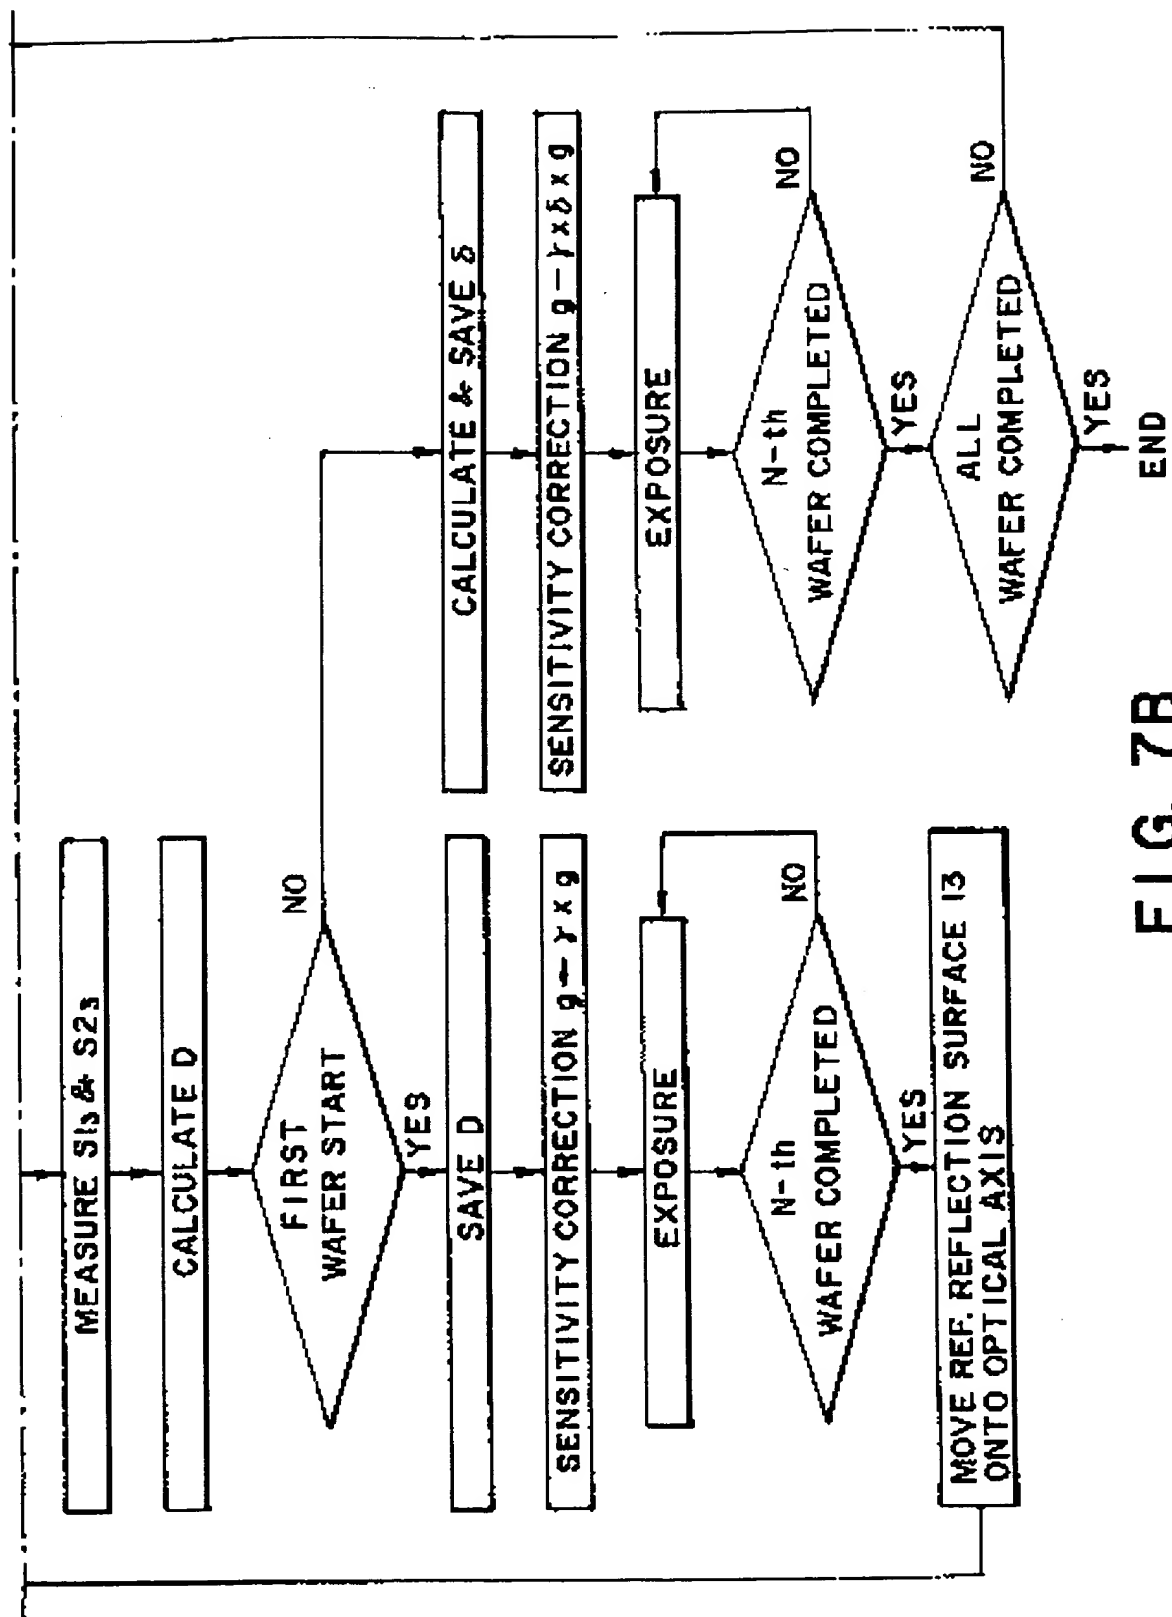 MEASURE S1₃ & S2₃
CALCULATE D
FIRST
WAFER START
NO
YES
SAVE D
SENSITIVITY CORRECTION g ← γ x g
EXPOSURE
N-th
WAFER COMPLETED
NO
YES
MOVE REF. REFLECTION SURFACE 13
ONTO OPTICAL AXIS
CALCULATE & SAVE δ
SENSITIVITY CORRECTION g — γ x δ x g
EXPOSURE
N-th
WAFER COMPLETED
NO
YES
ALL
WAFER COMPLETED
NO
YES
END
FIG. 7B